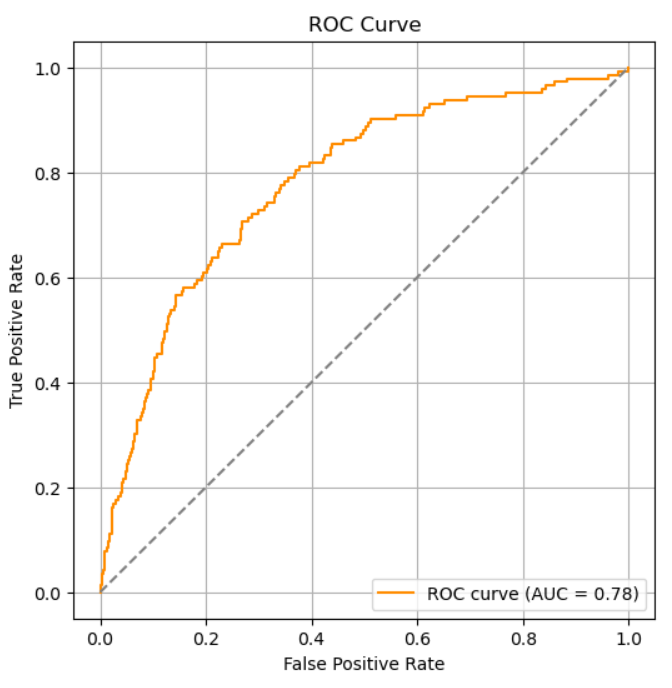 ROC Curve
1.0
0.8
0.6
0.4
0.2
0.0
True Positive Rate
ROC curve (AUC = 0.78)
0.0 0.2 0.4 0.6 0.8 1.0
False Positive Rate